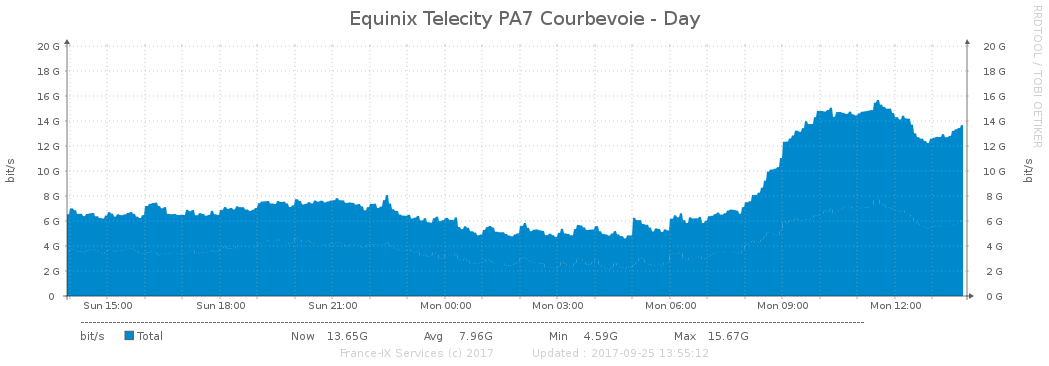 Equinix Telecity PA7 Courbevoie - Day
RRDTOOL / TOBI OETIKER
bit/s
bit/s
20 G 20 G
18 G 18 G
16 G 16 G
14 G 14 G
12 G 12 G
10 G 10 G
8 G 8 G
6 G 6 G
4 G 4 G
2 G 2 G
0 0 G
Sun 15:00 Sun 18:00 Sun 21:00 Mon 00:00 Mon 03:00 Mon 06:00 Mon 09:00 Mon 12:00
bit/s Total Now 13.65G Avg 7.96G Min 4.59G Max 15.67G
France-IX Services (c) 2017 Updated : 2017-09-25 13:55:12